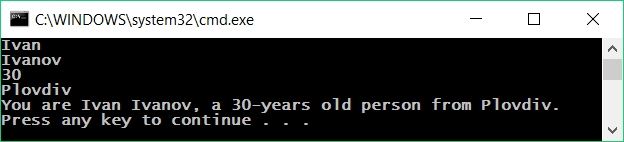 C:\WINDOWS\system32\cmd.exe
Ivan
Ivanov
30
Plovdiv
You are Ivan Ivanov, a 30-years old person from Plovdiv.
Press any key to continue . . .